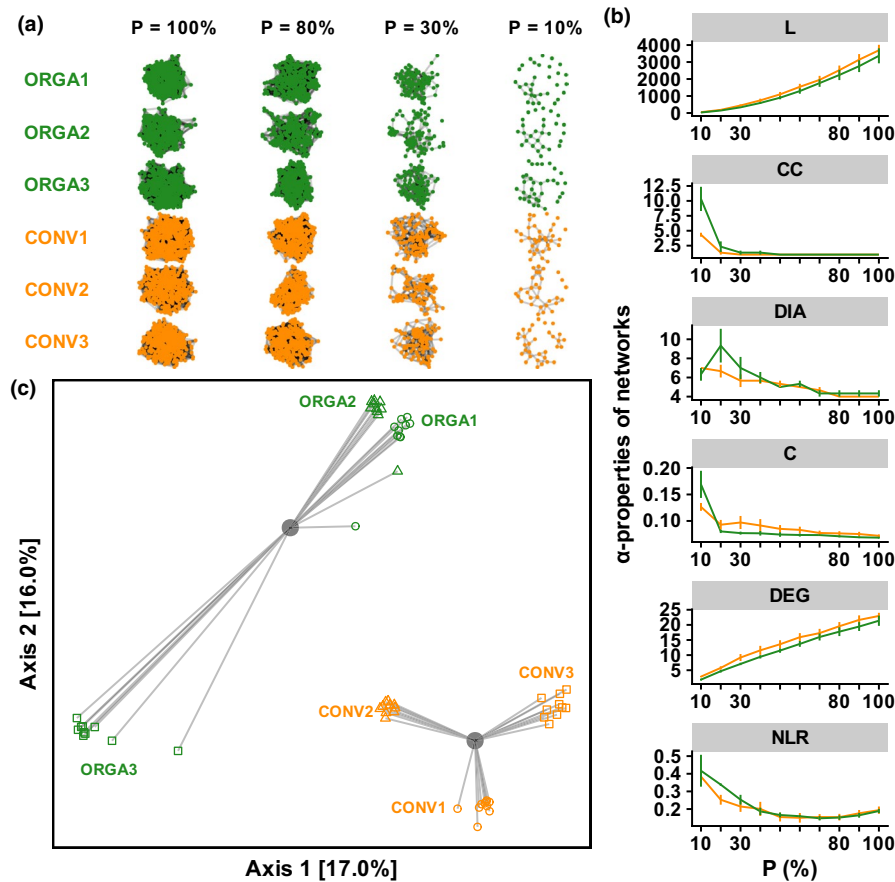 (a)
P = 100%
P = 80%
P = 30%
P = 10%
ORGA1
ORGA2
ORGA3
CONV1
CONV2
CONV3
(b)
α-properties of networks
L
4000
3000
2000
1000
0
10
30
80
100
CC
12.5
10.0
7.5
5.0
2.5
10
30
80
100
DIA
10
8
6
4
10
30
80
100
C
0.20
0.15
0.10
10
30
80
100
DEG
25
20
15
10
5
10
30
80
100
NLR
0.5
0.4
0.3
0.2
10
30
80
100
P (%)
(c)
ORGA2
ORGA1
ORGA3
CONV3
CONV2
CONV1
Axis 2 [16.0%]
Axis 1 [17.0%]